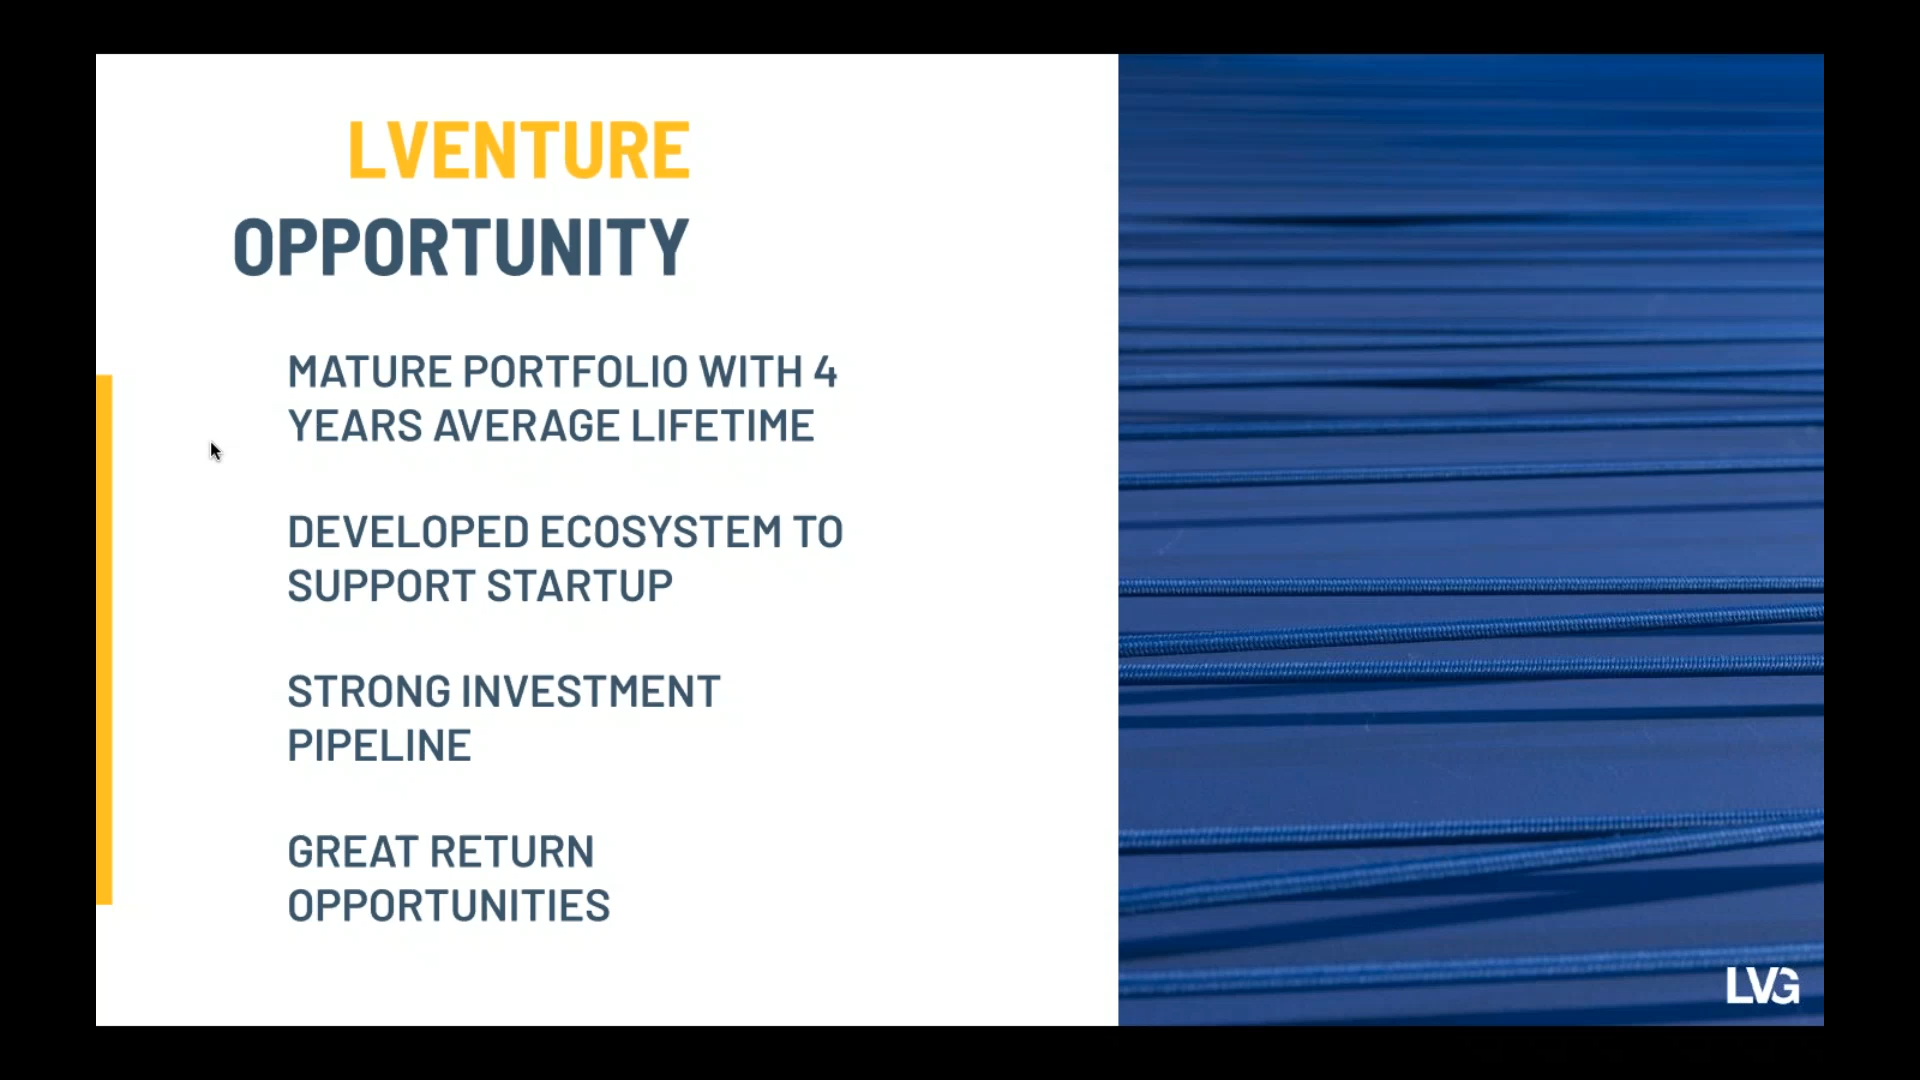 LVENTURE
OPPORTUNITY
MATURE PORTFOLIO WITH 4
YEARS AVERAGE LIFETIME
DEVELOPED ECOSYSTEM TO
SUPPORT STARTUP
STRONG INVESTMENT
PIPELINE
GREAT RETURN
OPPORTUNITIES
LVG